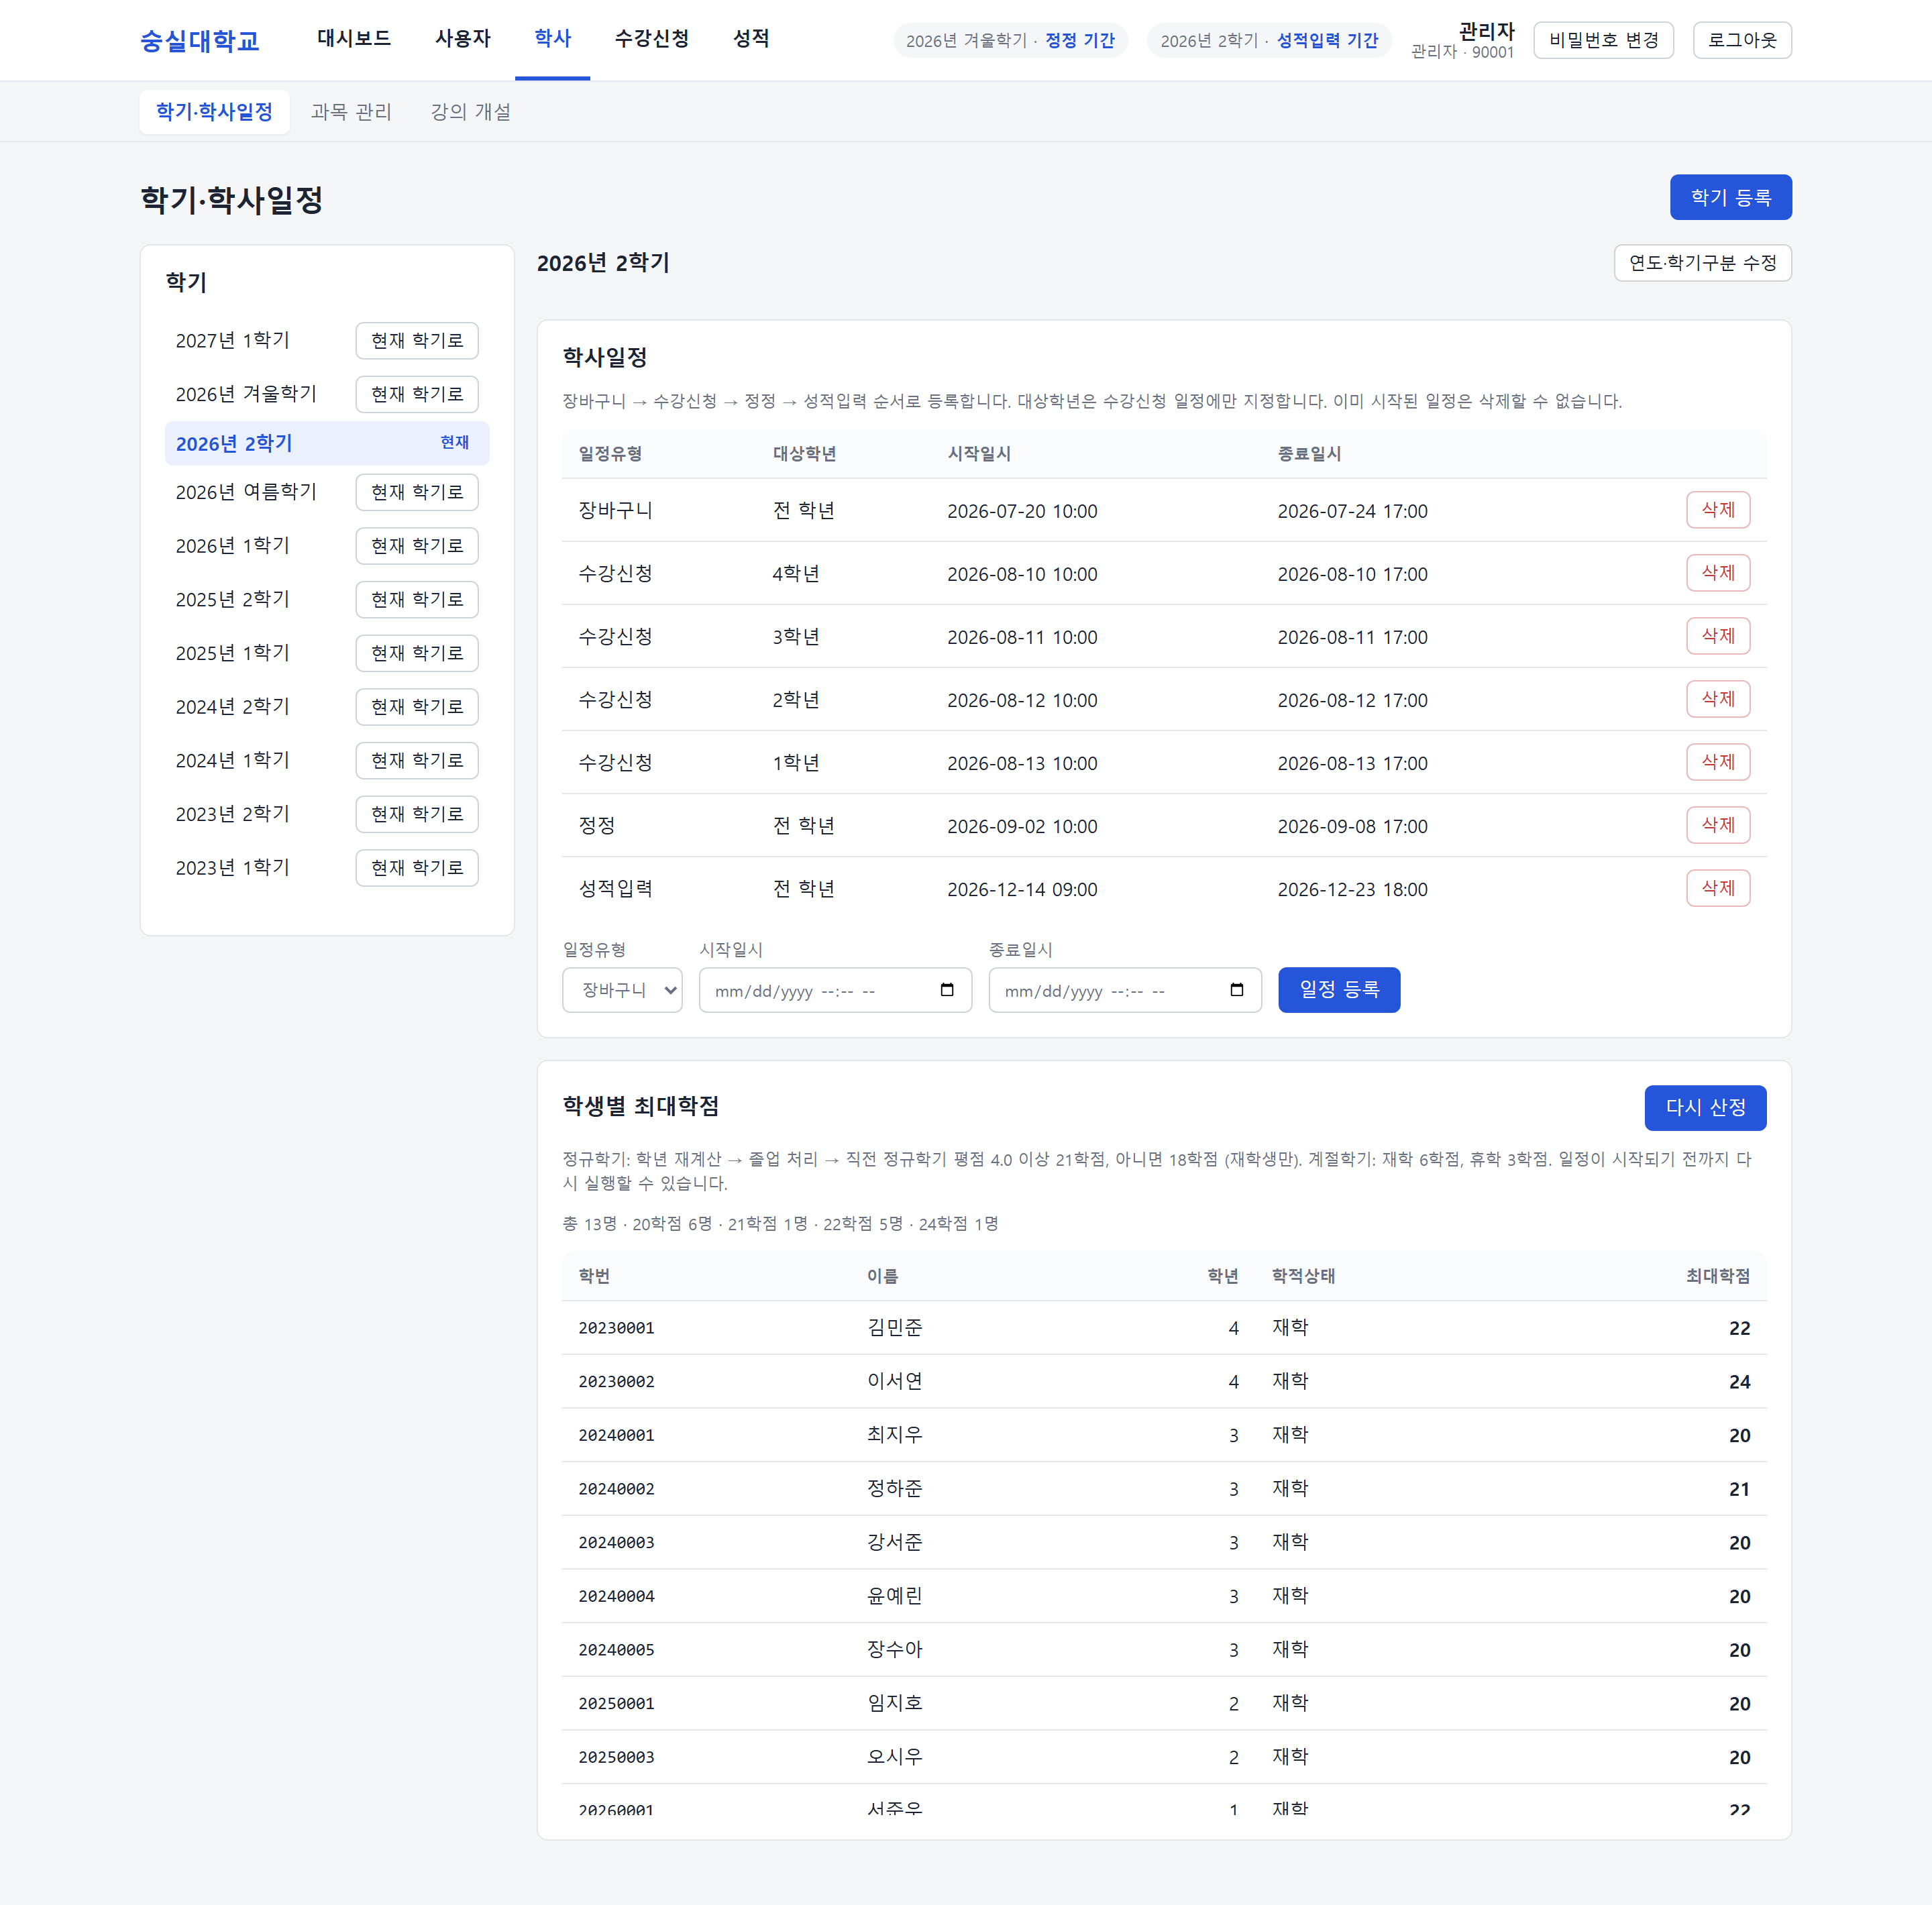 숭실대학교
대시보드 사용자 학사 수강신청 성적
2026년 겨울학기 · 정정 기간
2026년 2학기 · 성적입력 기간
관리자
관리자 · 90001
비밀번호 변경
로그아웃
학기·학사일정 과목 관리 강의 개설
학기·학사일정
학기 등록
학기
2027년 1학기 현재 학기로
2026년 겨울학기 현재 학기로
2026년 2학기 현재
2026년 여름학기 현재 학기로
2026년 1학기 현재 학기로
2025년 2학기 현재 학기로
2025년 1학기 현재 학기로
2024년 2학기 현재 학기로
2024년 1학기 현재 학기로
2023년 2학기 현재 학기로
2023년 1학기 현재 학기로
2026년 2학기
연도·학기구분 수정
학사일정
장바구니 → 수강신청 → 정정 → 성적입력 순서로 등록합니다. 대상학년은 수강신청 일정에만 지정합니다. 이미 시작된 일정은 삭제할 수 없습니다.
일정유형 대상학년 시작일시 종료일시
장바구니 전 학년 2026-07-20 10:00 2026-07-24 17:00 삭제
수강신청 4학년 2026-08-10 10:00 2026-08-10 17:00 삭제
수강신청 3학년 2026-08-11 10:00 2026-08-11 17:00 삭제
수강신청 2학년 2026-08-12 10:00 2026-08-12 17:00 삭제
수강신청 1학년 2026-08-13 10:00 2026-08-13 17:00 삭제
정정 전 학년 2026-09-02 10:00 2026-09-08 17:00 삭제
성적입력 전 학년 2026-12-14 09:00 2026-12-23 18:00 삭제
일정유형 시작일시 종료일시
장바구니 mm/dd/yyyy --:-- -- mm/dd/yyyy --:-- -- 일정 등록
학생별 최대학점
다시 산정
정규학기: 학년 재계산 → 졸업 처리 → 직전 정규학기 평점 4.0 이상 21학점, 아니면 18학점 (재학생만). 계절학기: 재학 6학점, 휴학 3학점. 일정이 시작되기 전까지 다
시 실행할 수 있습니다.
총 13명 · 20학점 6명 · 21학점 1명 · 22학점 5명 · 24학점 1명
학번 이름 학년 학적상태 최대학점
20230001 김민준 4 재학 22
20230002 이서연 4 재학 24
20240001 최지우 3 재학 20
20240002 정하준 3 재학 21
20240003 강서준 3 재학 20
20240004 윤예린 3 재학 20
20240005 장수아 3 재학 20
20250001 임지호 2 재학 20
20250003 오시우 2 재학 20
20260001 서준우 1 재학 22